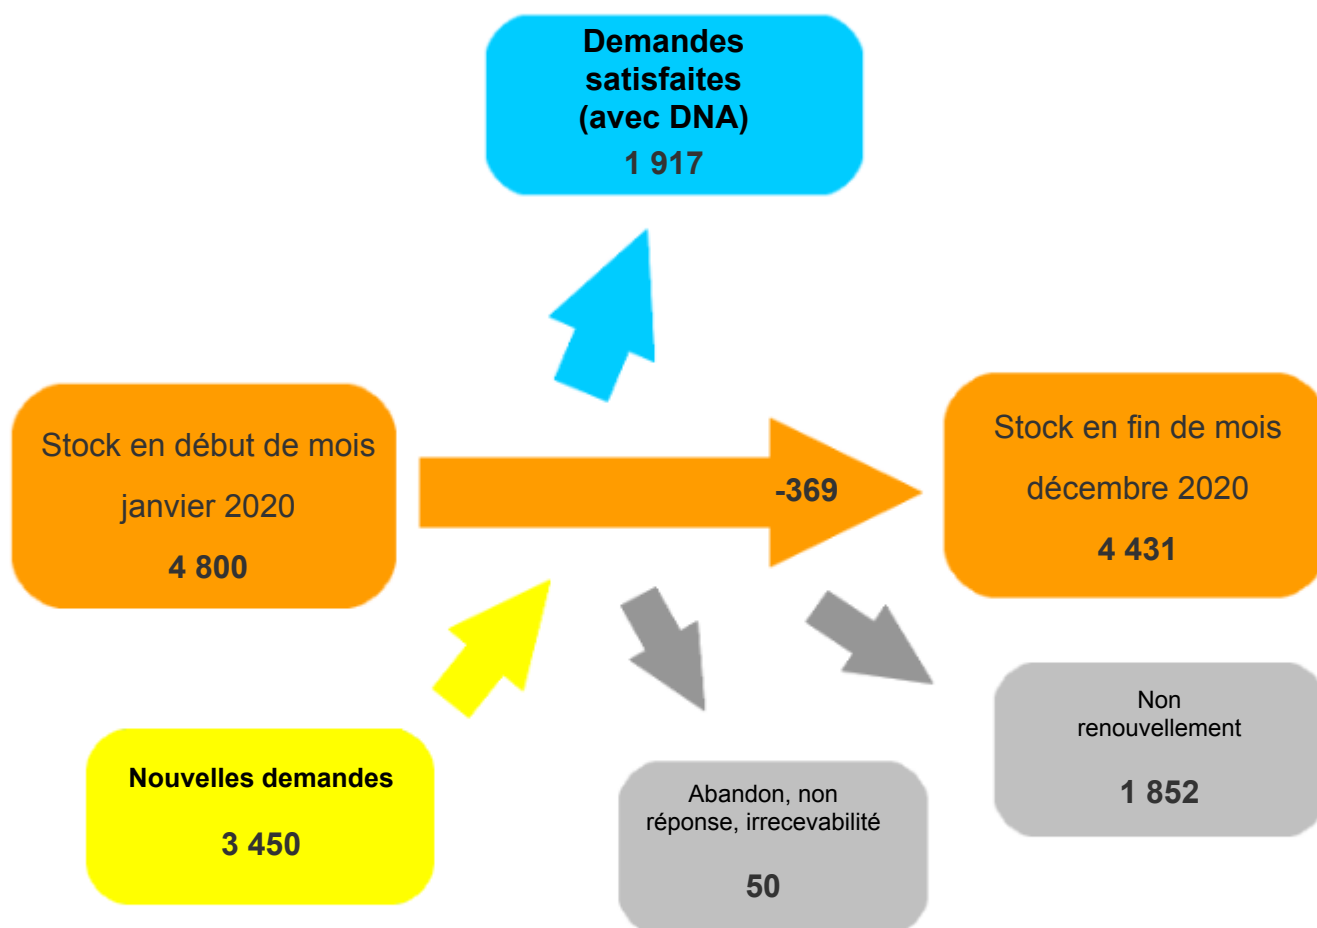 Demandes
satisfaites
(avec DNA)
1 917
Stock en début de mois
janvier 2020
4 800
-369
Stock en fin de mois
décembre 2020
4 431
Nouvelles demandes
3 450
Abandon, non
réponse, irrecevabilité
50
Non
renouvellement
1 852